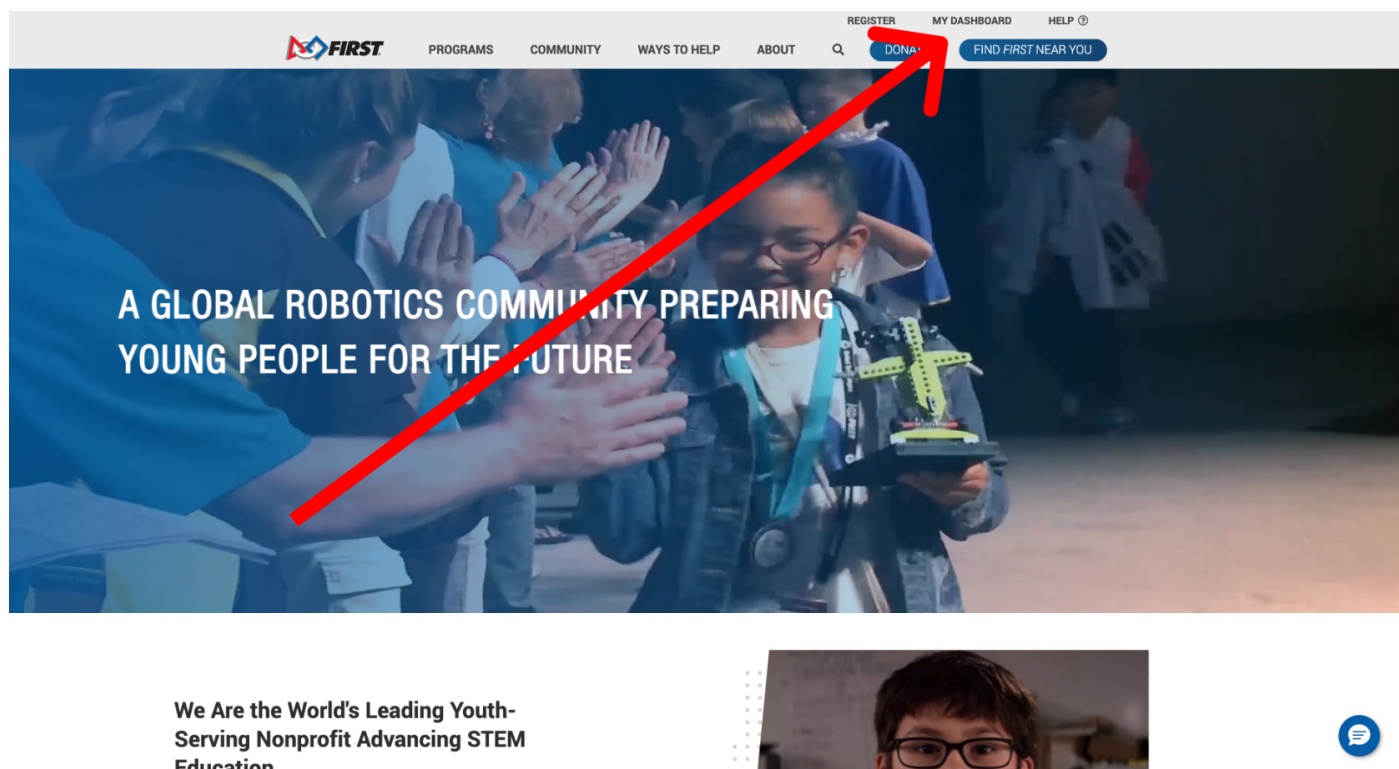 REGISTER MY DASHBOARD HELP
FIRST PROGRAMS COMMUNITY WAYS TO HELP ABOUT FIND FIRST NEAR YOU
A GLOBAL ROBOTICS COMMUNITY PREPARING
YOUNG PEOPLE FOR THE FUTURE
We Are the World's Leading Youth-
Serving Nonprofit Advancing STEM
Education